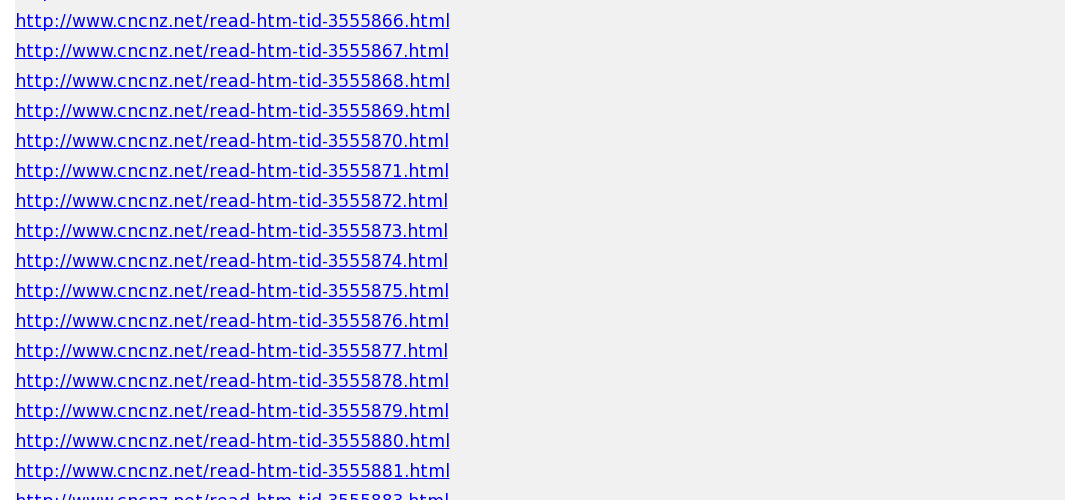 http://www.cncnz.net/read-htm-tid-3555866.html
http://www.cncnz.net/read-htm-tid-3555867.html
http://www.cncnz.net/read-htm-tid-3555868.html
http://www.cncnz.net/read-htm-tid-3555869.html
http://www.cncnz.net/read-htm-tid-3555870.html
http://www.cncnz.net/read-htm-tid-3555871.html
http://www.cncnz.net/read-htm-tid-3555872.html
http://www.cncnz.net/read-htm-tid-3555873.html
http://www.cncnz.net/read-htm-tid-3555874.html
http://www.cncnz.net/read-htm-tid-3555875.html
http://www.cncnz.net/read-htm-tid-3555876.html
http://www.cncnz.net/read-htm-tid-3555877.html
http://www.cncnz.net/read-htm-tid-3555878.html
http://www.cncnz.net/read-htm-tid-3555879.html
http://www.cncnz.net/read-htm-tid-3555880.html
http://www.cncnz.net/read-htm-tid-3555881.html